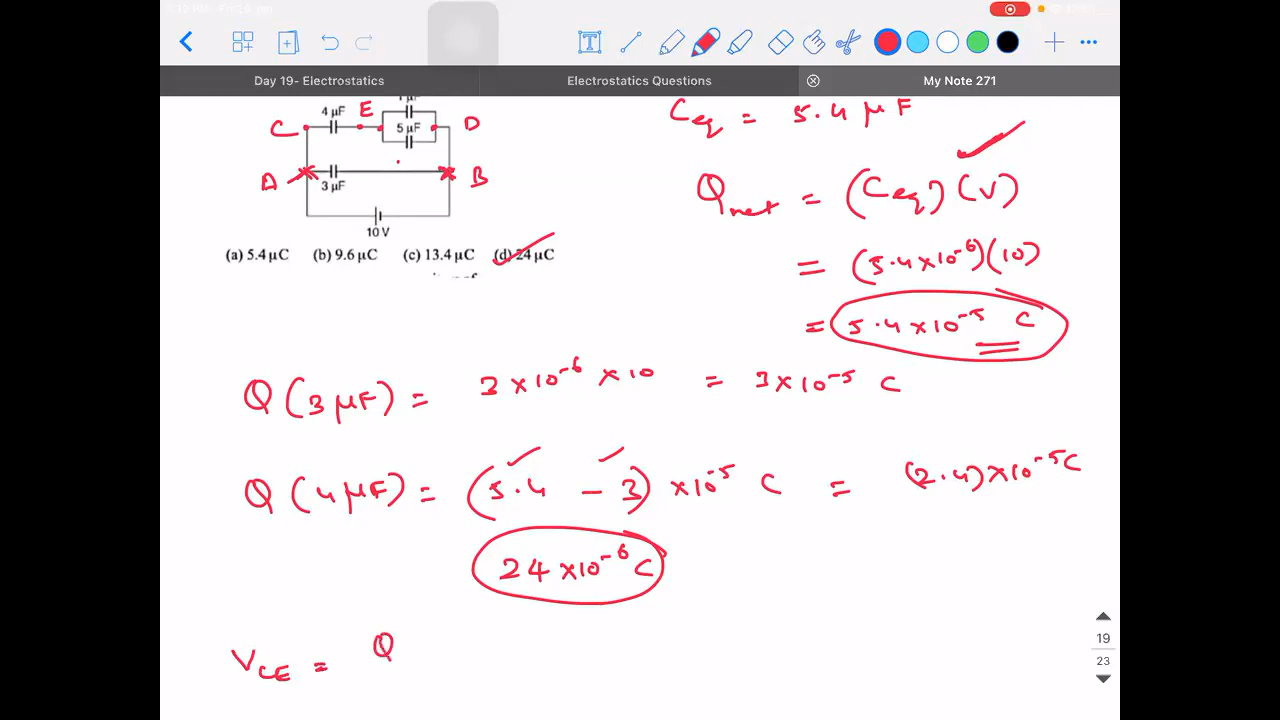 Day 19- Electrostatics
Electrostatics Questions
My Note 271
4 μF
E
C
5 μF
D
A
3 μF
B
10 V
(a) 5.4 μC (b) 9.6 μC (c) 13.4 μC (d) 24 μC
Ceq = 5.4 μF
Qnet = (Ceq) (V)
= (5.4×10⁻⁶)(10)
= 5.4×10⁻⁵ C
Q (3 μF) = 3×10⁻⁶ ×10 = 3×10⁻⁵ C
Q (4 μF) = (5.4 − 3) ×10⁻⁵ C = (2.4)×10⁻⁵C
24 ×10⁻⁶ C
VCE = Q
19
23